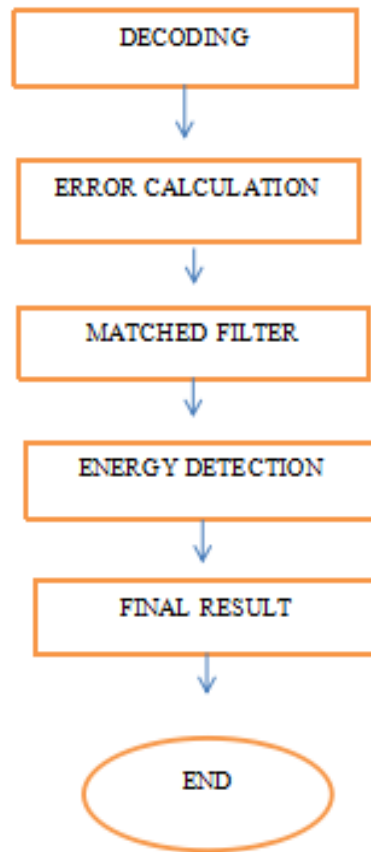 DECODING
ERROR CALCULATION
MATCHED FILTER
ENERGY DETECTION
FINAL RESULT
END